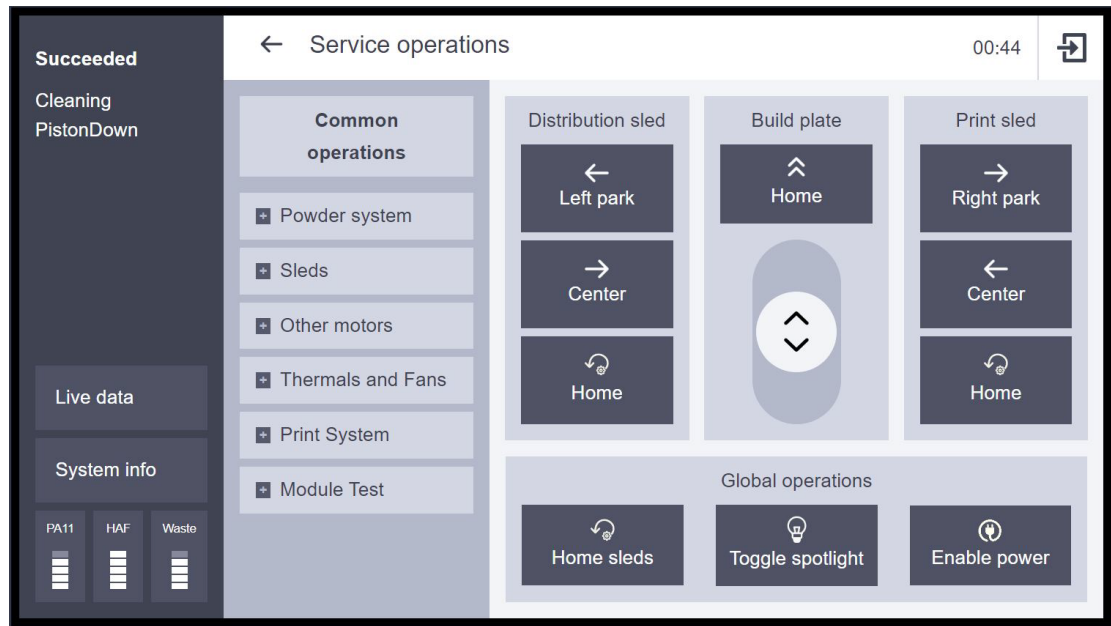 Succeeded
Cleaning
PistonDown
Live data
System info
PA11 HAF Waste
Service operations
00:44
Common
operations
Powder system
Sleds
Other motors
Thermals and Fans
Print System
Module Test
Distribution sled
Left park
Center
Home
Build plate
Home
Print sled
Right park
Center
Home
Global operations
Home sleds
Toggle spotlight
Enable power